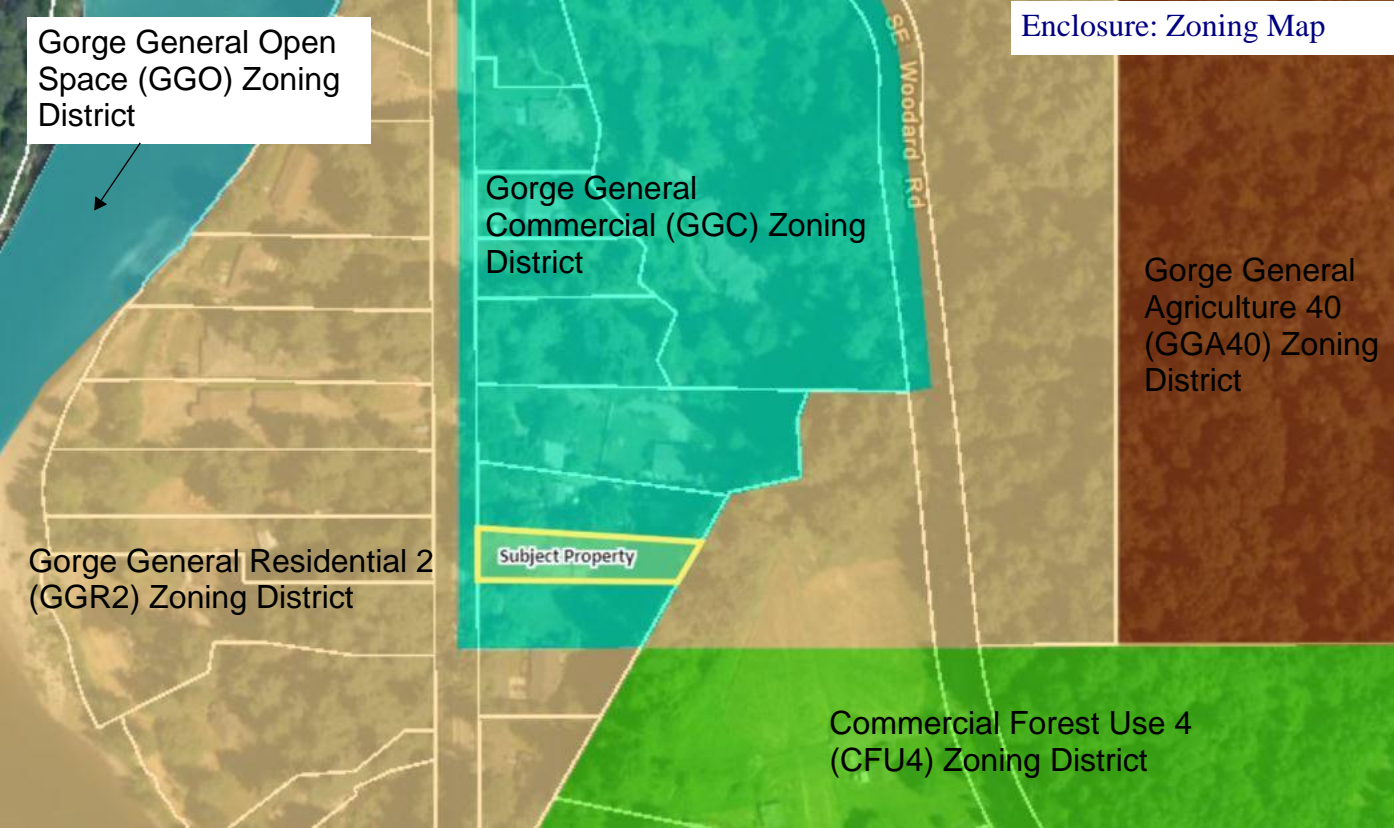 Enclosure: Zoning Map
Gorge General Open
Space (GGO) Zoning
District
SE Woodard Rd
Gorge General
Commercial (GGC) Zoning
District
Gorge General
Agriculture 40
(GGA40) Zoning
District
Subject Property
Gorge General Residential 2
(GGR2) Zoning District
Commercial Forest Use 4
(CFU4) Zoning District